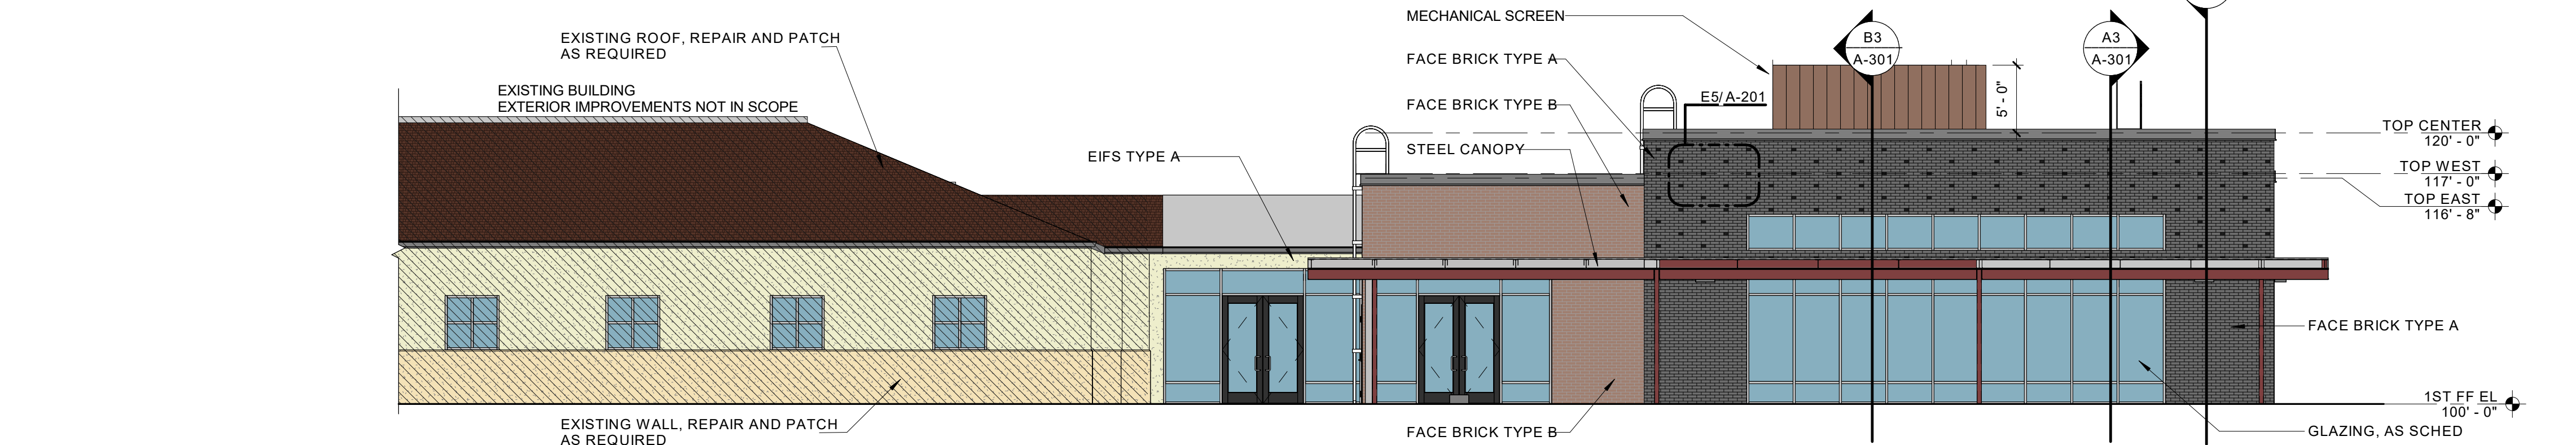 MECHANICAL SCREEN
EXISTING ROOF, REPAIR AND PATCH
AS REQUIRED
B3
A-301
A3
A-301
FACE BRICK TYPE A
EXISTING BUILDING
EXTERIOR IMPROVEMENTS NOT IN SCOPE
E5/ A-201
FACE BRICK TYPE B
5' - 0"
TOP CENTER
120' - 0"
STEEL CANOPY
EIFS TYPE A
TOP WEST
117' - 0"
TOP EAST
116' - 8"
FACE BRICK TYPE A
1ST FF EL
100' - 0"
EXISTING WALL, REPAIR AND PATCH
AS REQUIRED
FACE BRICK TYPE B
GLAZING, AS SCHED